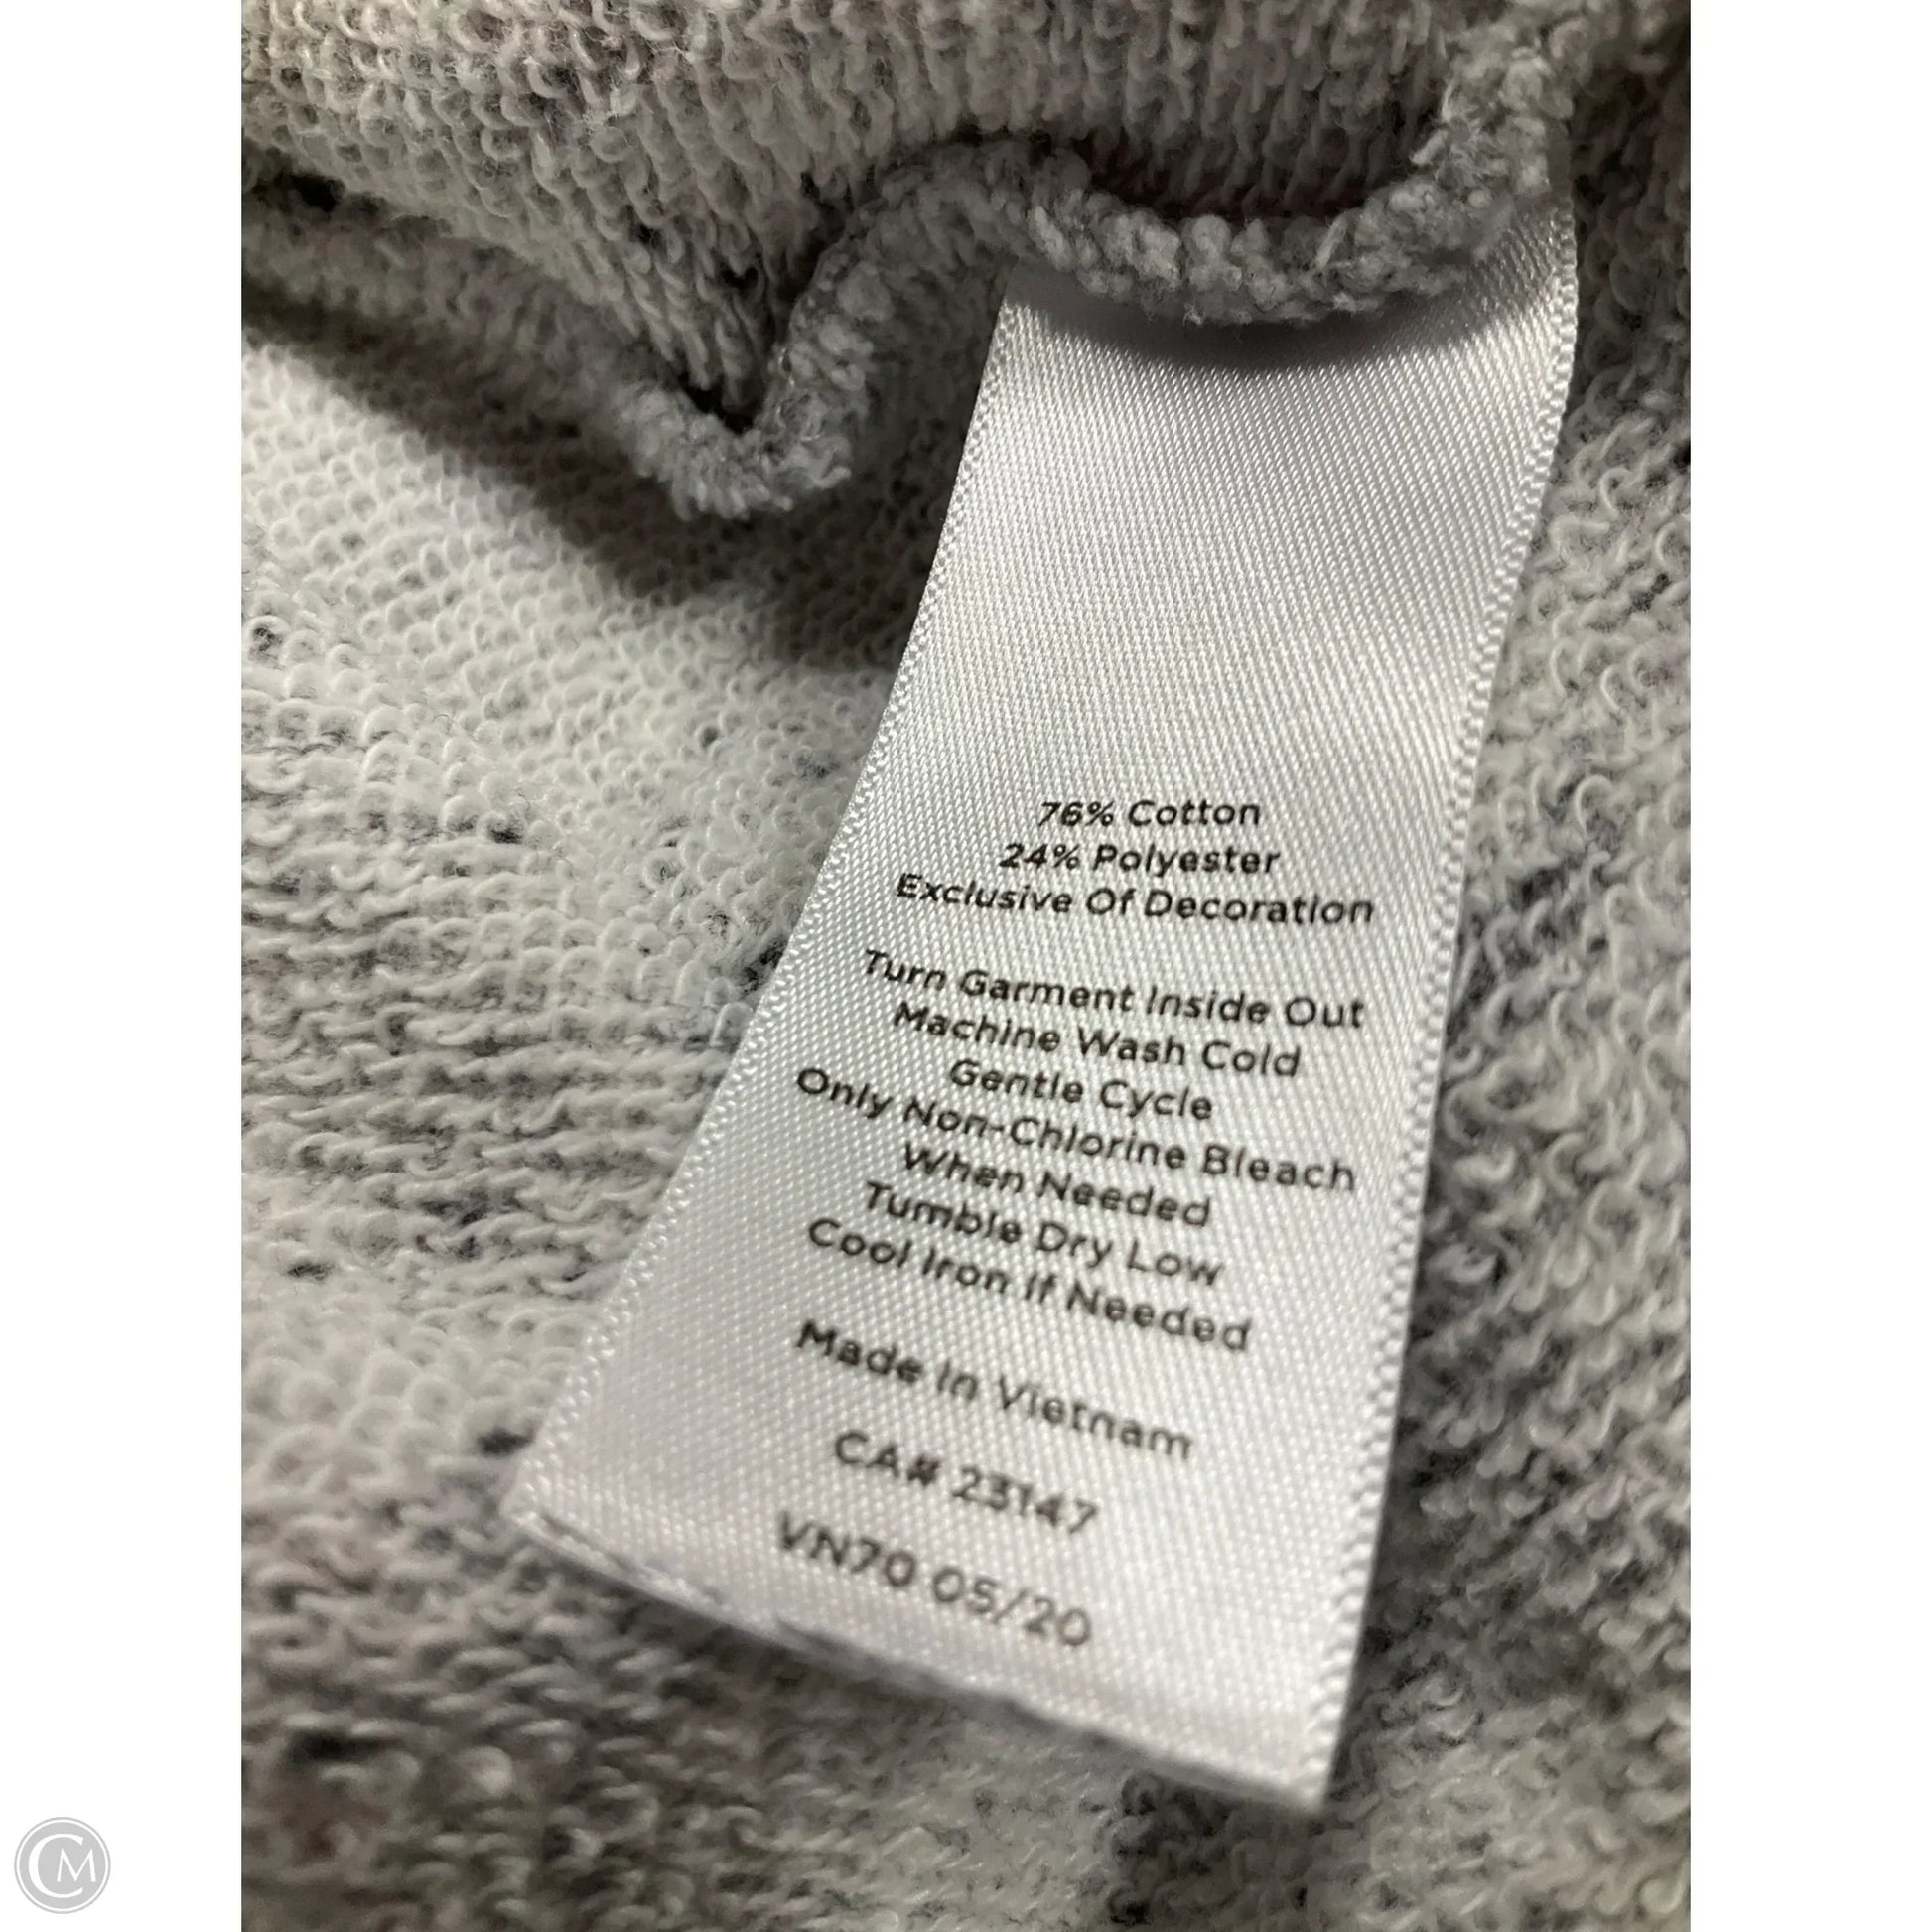 76% Cotton
24% Polyester
Exclusive Of Decoration
Turn Garment Inside Out
Machine Wash Cold
Gentle Cycle
Only Non-Chlorine Bleach
When Needed
Tumble Dry Low
Cool Iron If Needed
Made In Vietnam
CA# 23147
VN70 05/20
CM